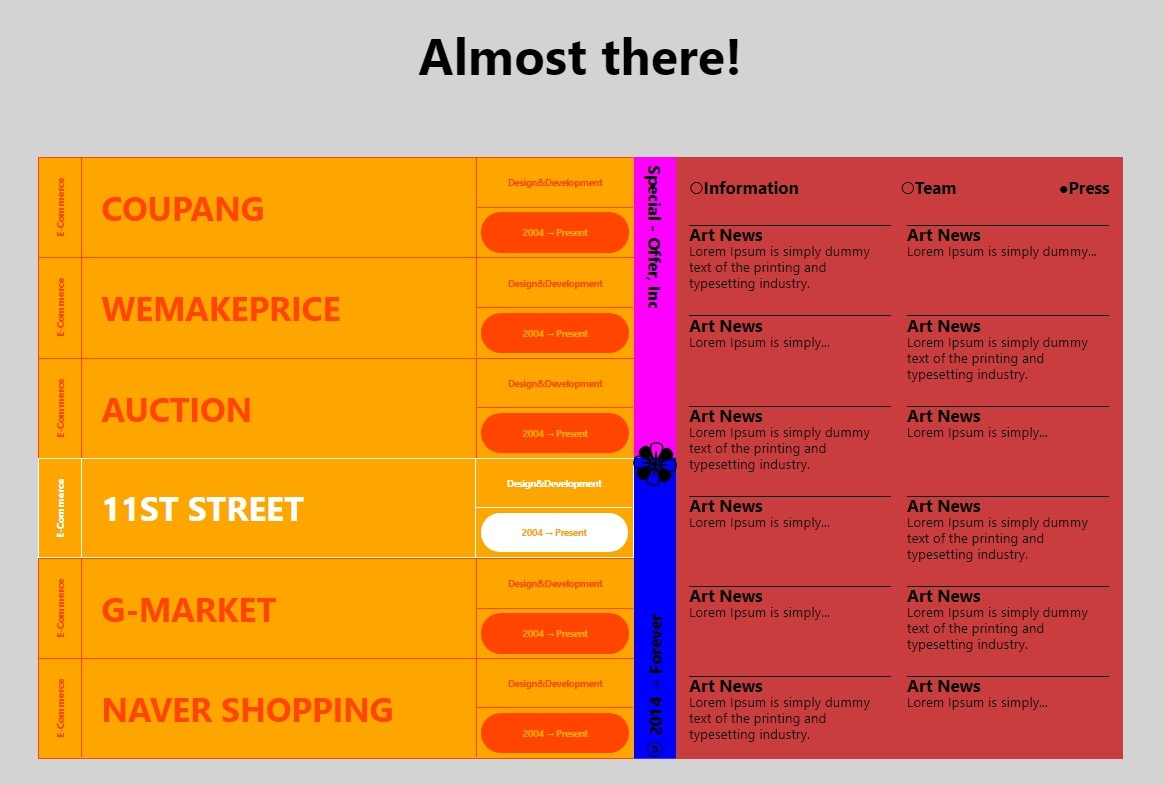 Almost there!
E-Commerce
COUPANG
Design&Development
2004 → Present
E-Commerce
WEMAKEPRICE
Design&Development
2004 → Present
E-Commerce
AUCTION
Design&Development
2004 → Present
E-Commerce
11ST STREET
Design&Development
2004 → Present
E-Commerce
G-MARKET
Design&Development
2004 → Present
E-Commerce
NAVER SHOPPING
Design&Development
2004 → Present
Special - Offer, Inc
© 2014 → Forever
○Information
○Team
●Press
Art News
Lorem Ipsum is simply dummy
text of the printing and
typesetting industry.
Art News
Lorem Ipsum is simply...
Art News
Lorem Ipsum is simply dummy
text of the printing and
typesetting industry.
Art News
Lorem Ipsum is simply...
Art News
Lorem Ipsum is simply...
Art News
Lorem Ipsum is simply dummy
text of the printing and
typesetting industry.
Art News
Lorem Ipsum is simply dummy...
Art News
Lorem Ipsum is simply dummy
text of the printing and
typesetting industry.
Art News
Lorem Ipsum is simply...
Art News
Lorem Ipsum is simply dummy
text of the printing and
typesetting industry.
Art News
Lorem Ipsum is simply dummy
text of the printing and
typesetting industry.
Art News
Lorem Ipsum is simply...